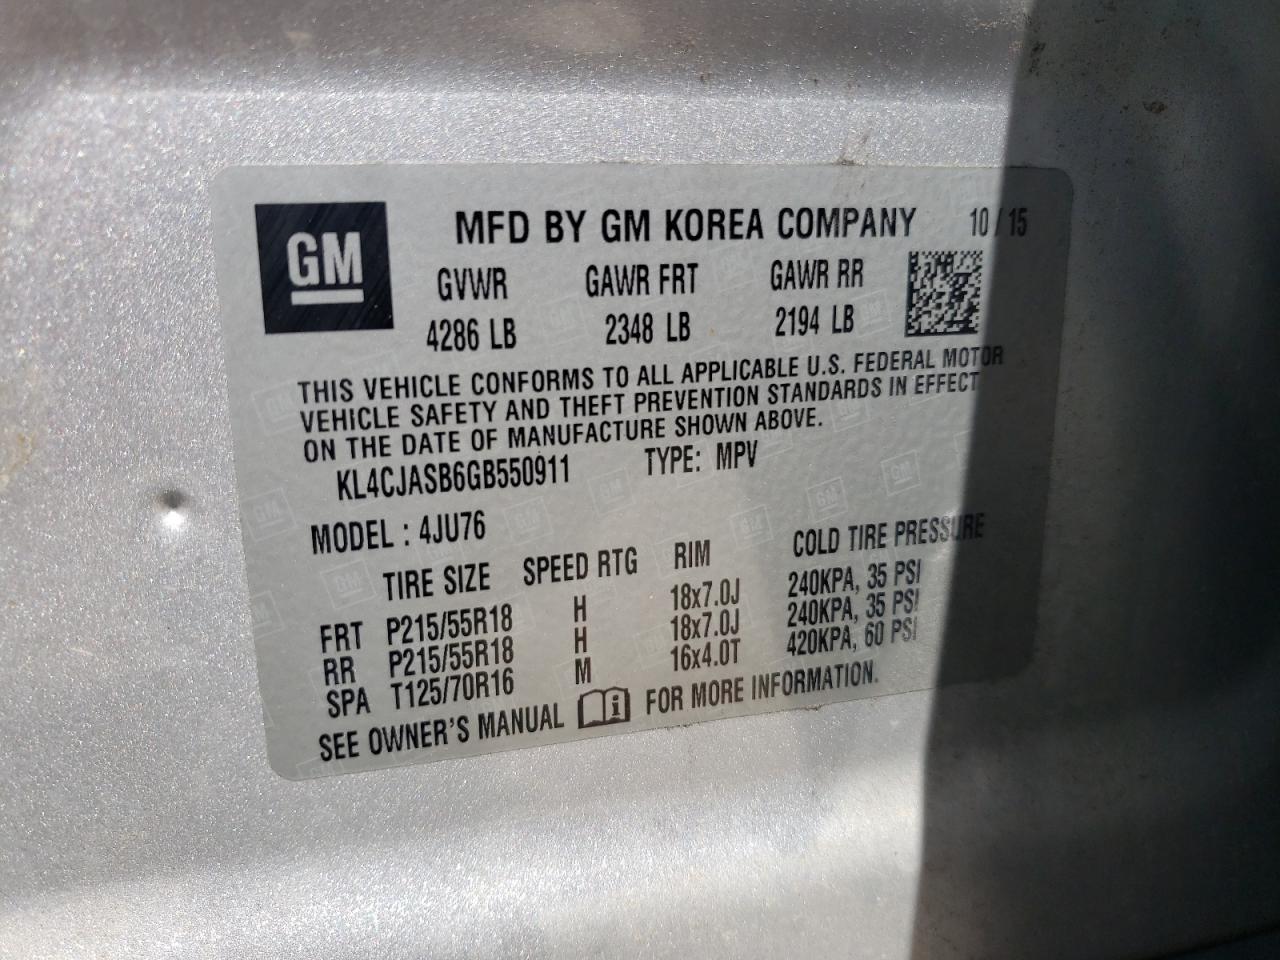 GM
MFD BY GM KOREA COMPANY 10 / 15
GVWR GAWR FRT GAWR RR
4286 LB 2348 LB 2194 LB
THIS VEHICLE CONFORMS TO ALL APPLICABLE U.S. FEDERAL MOTOR
VEHICLE SAFETY AND THEFT PREVENTION STANDARDS IN EFFECT
ON THE DATE OF MANUFACTURE SHOWN ABOVE.
KL4CJASB6GB550911 TYPE: MPV
MODEL : 4JU76
TIRE SIZE SPEED RTG RIM COLD TIRE PRESSURE
FRT P215/55R18 H 18x7.0J 240KPA, 35 PSI
RR P215/55R18 H 18x7.0J 240KPA, 35 PSI
SPA T125/70R16 M 16x4.0T 420KPA, 60 PSI
SEE OWNER'S MANUAL i FOR MORE INFORMATION.